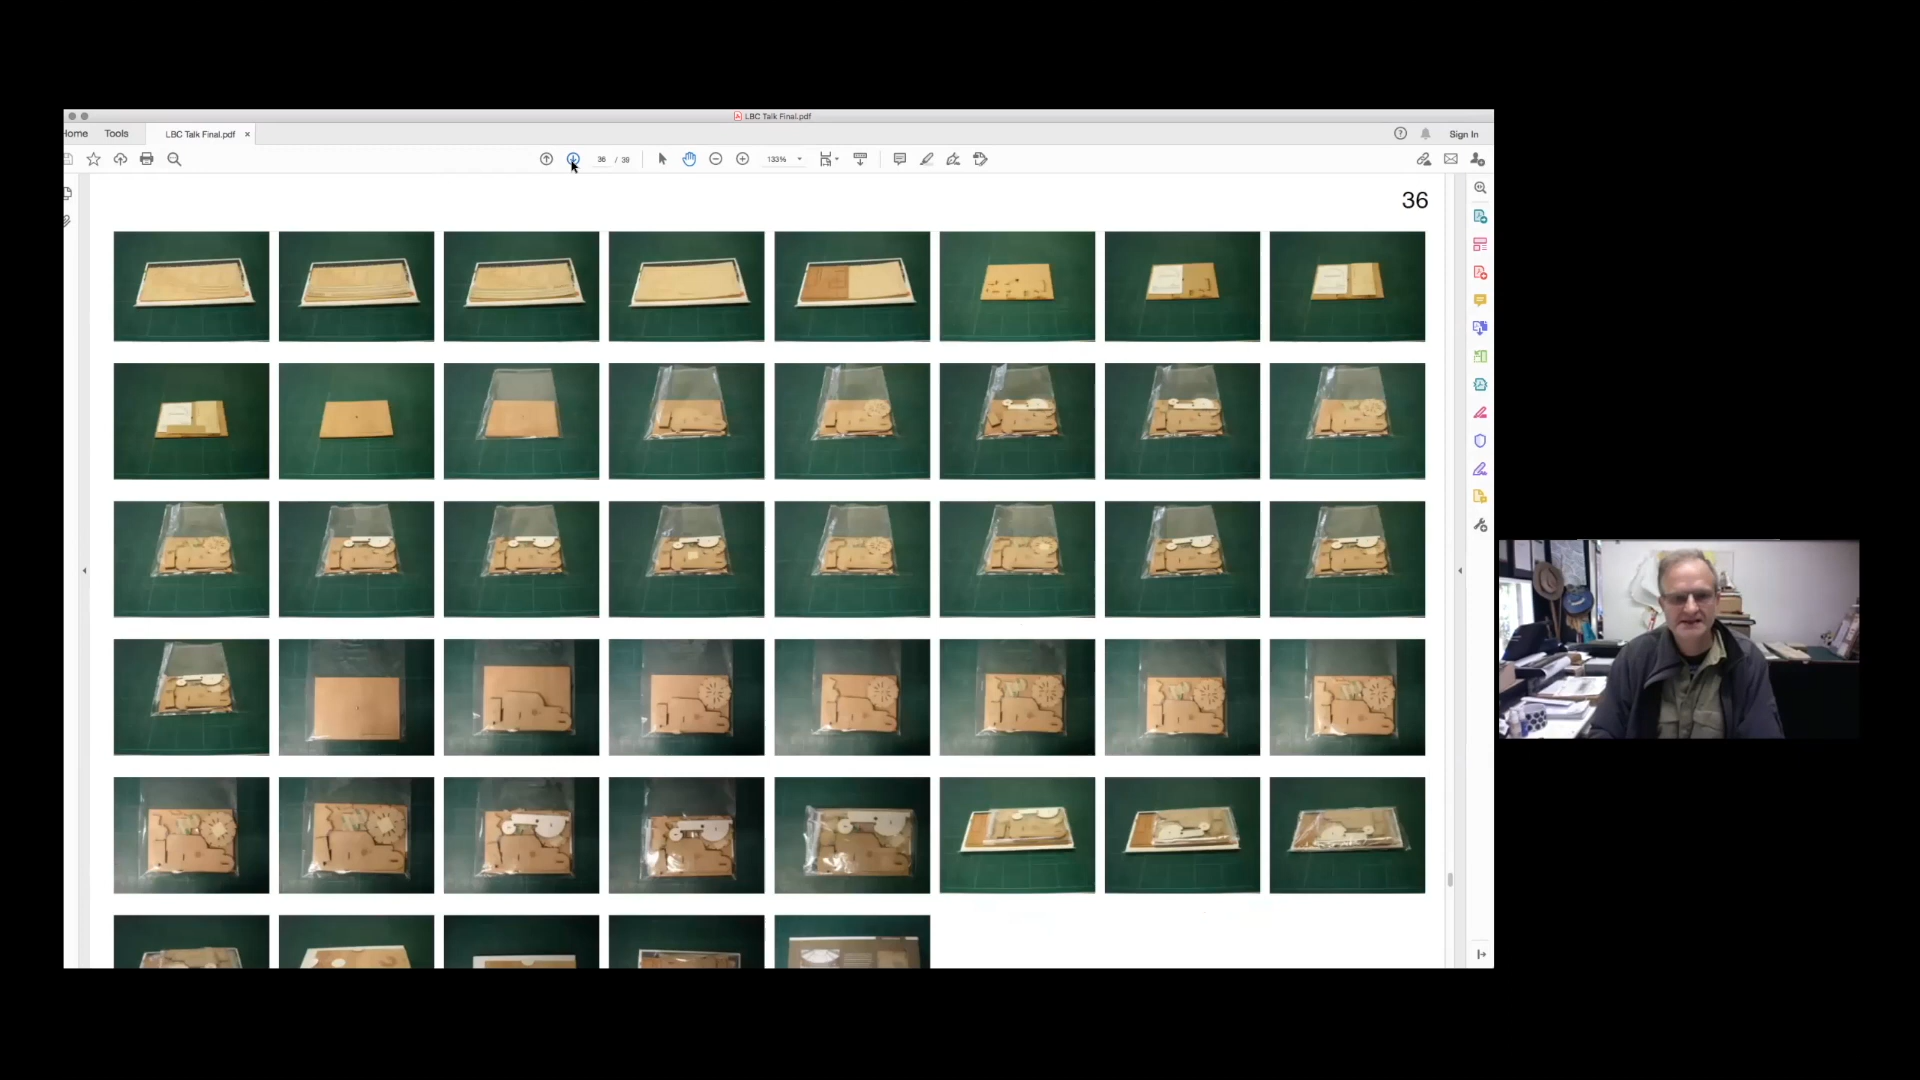 LBC Talk Final.pdf
Home Tools LBC Talk Final.pdf × Sign In
36 / 39 133%
36